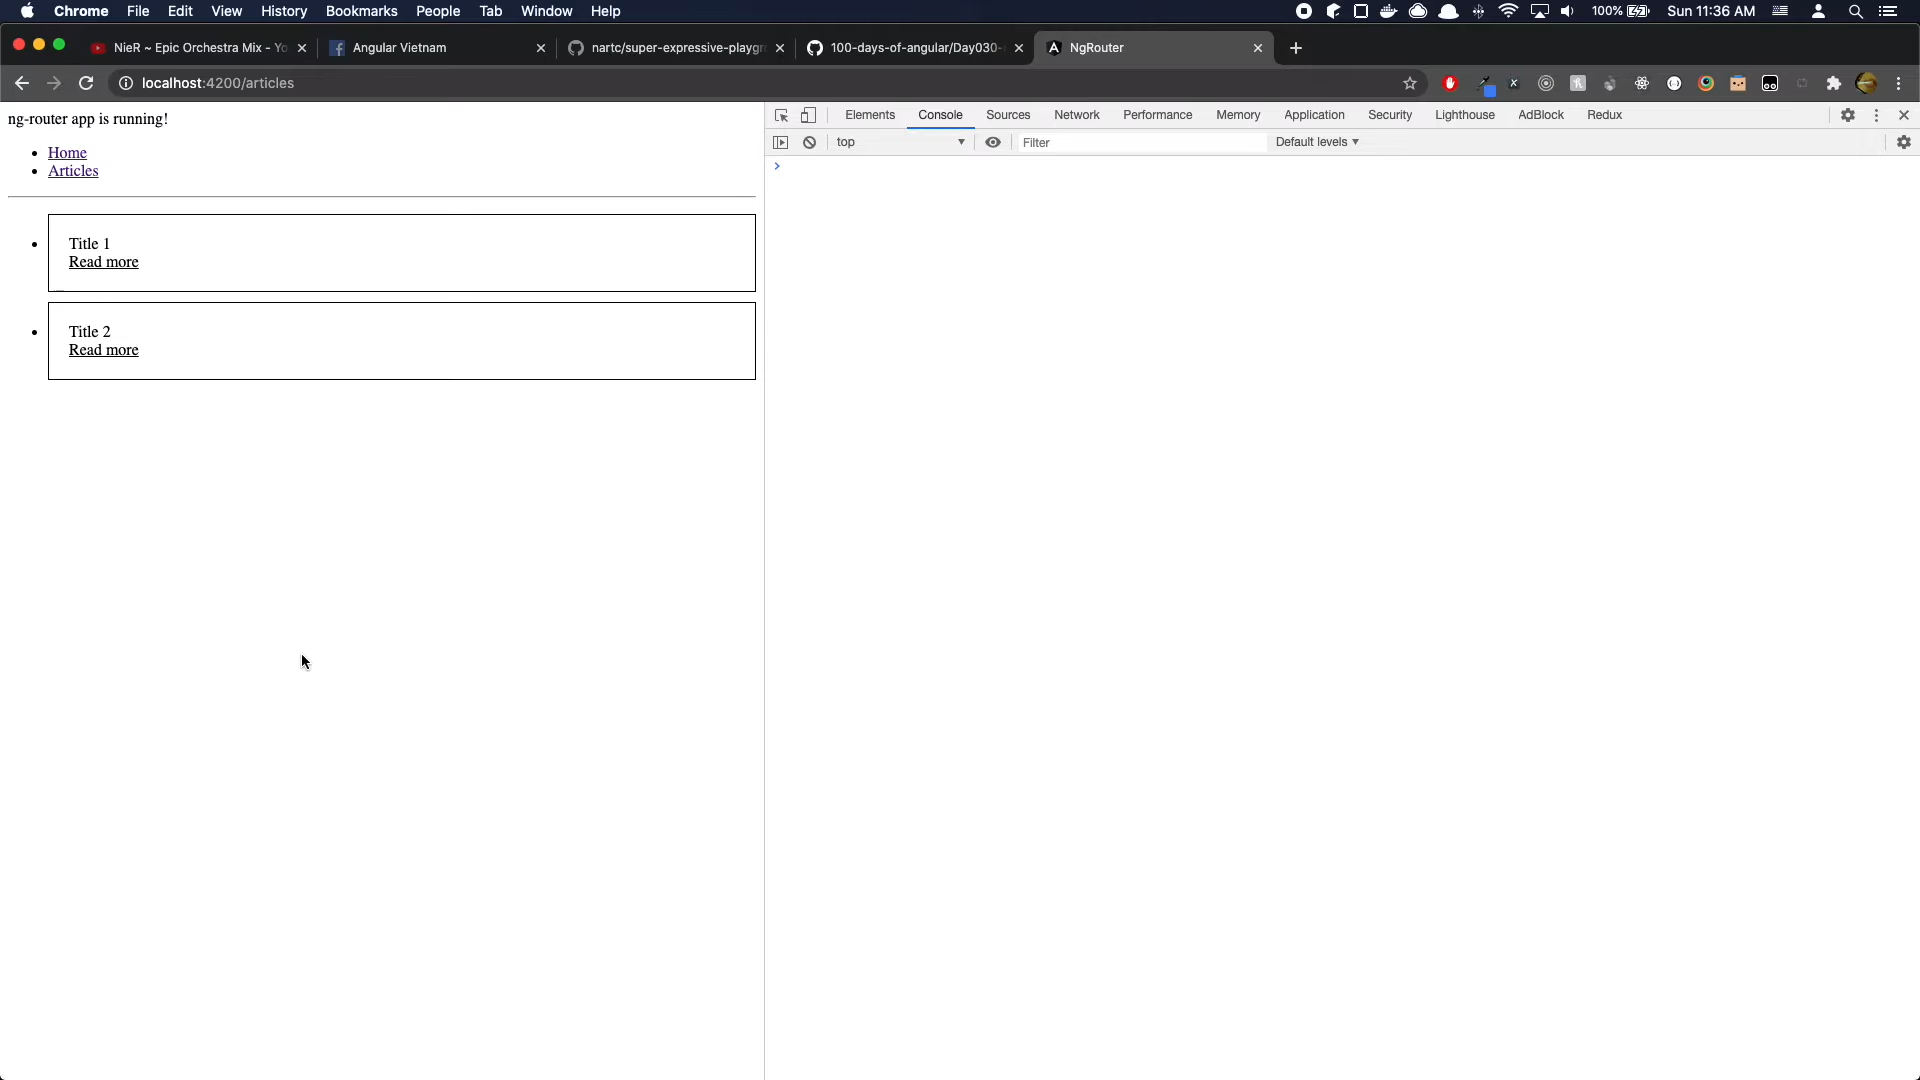 Chrome File Edit View History Bookmarks People Tab Window Help 100% Sun 11:36 AM
NieR ~ Epic Orchestra Mix - Yo Angular Vietnam nartc/super-expressive-playgr 100-days-of-angular/Day030- NgRouter
localhost:4200/articles
ng-router app is running!
Home
Articles
Title 1
Read more
Title 2
Read more
Elements Console Sources Network Performance Memory Application Security Lighthouse AdBlock Redux
top Filter Default levels